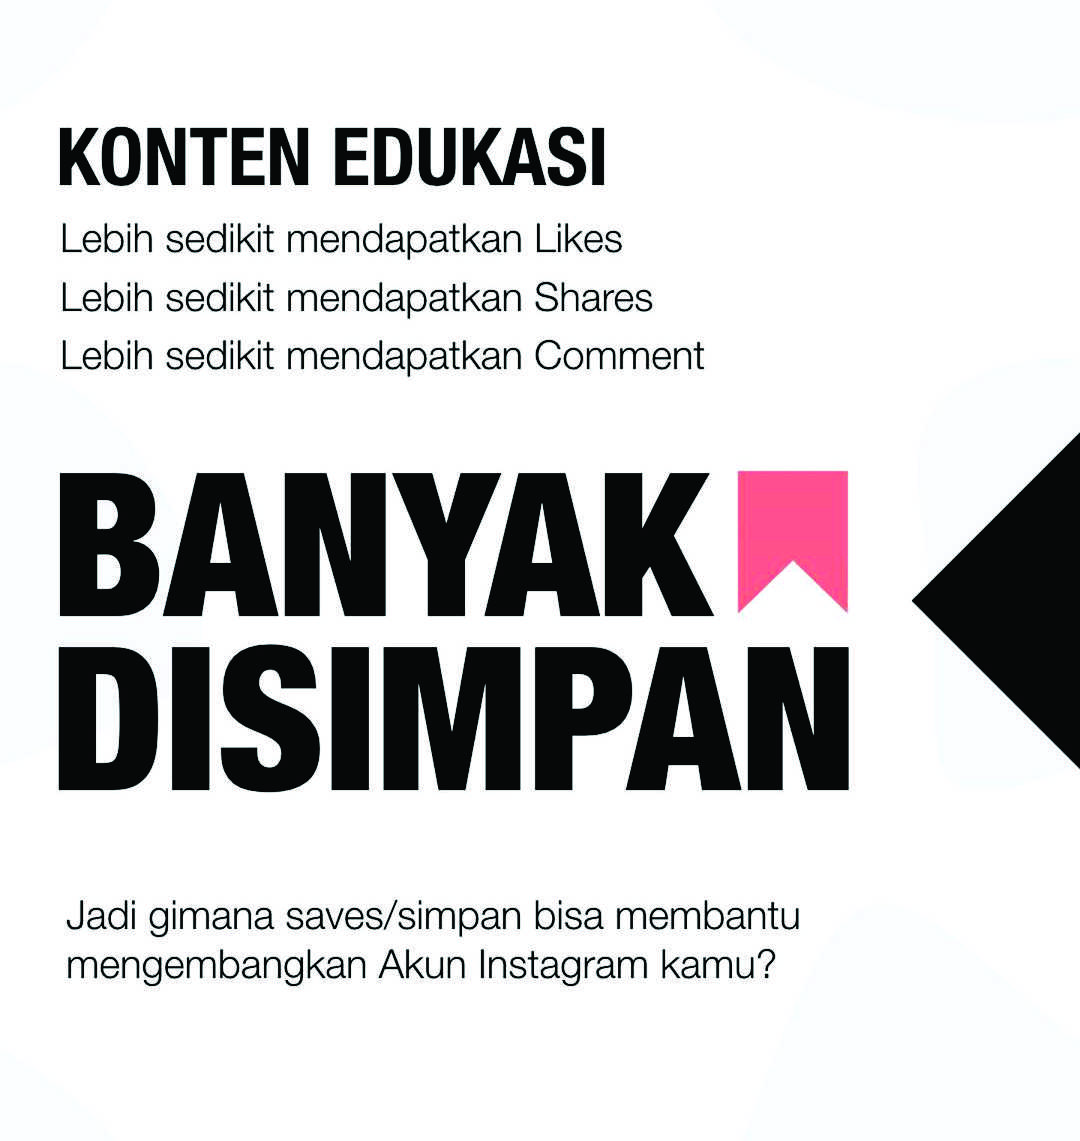 KONTEN EDUKASI
Lebih sedikit mendapatkan Likes
Lebih sedikit mendapatkan Shares
Lebih sedikit mendapatkan Comment
BANYAK
DISIMPAN
Jadi gimana saves/simpan bisa membantu
mengembangkan Akun Instagram kamu?